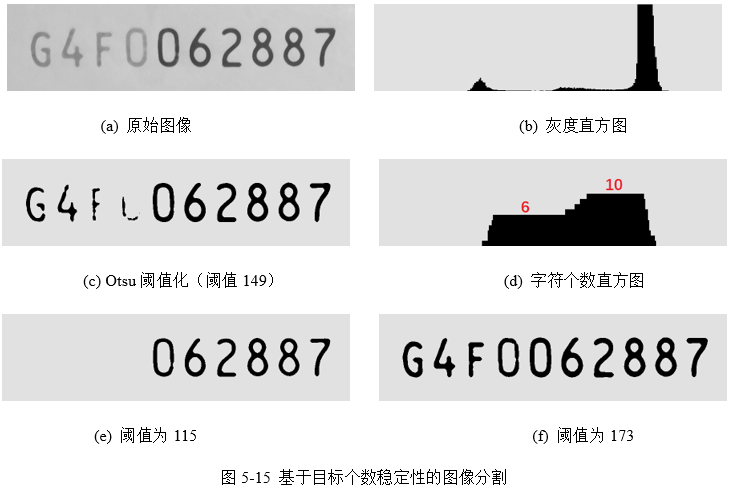 G4F0062887
(a) 原始图像
(b) 灰度直方图
G4F 062887
6
10
(c) Otsu 阈值化（阈值 149）
(d) 字符个数直方图
062887
G4F0062887
(e) 阈值为 115
(f) 阈值为 173
图 5-15 基于目标个数稳定性的图像分割